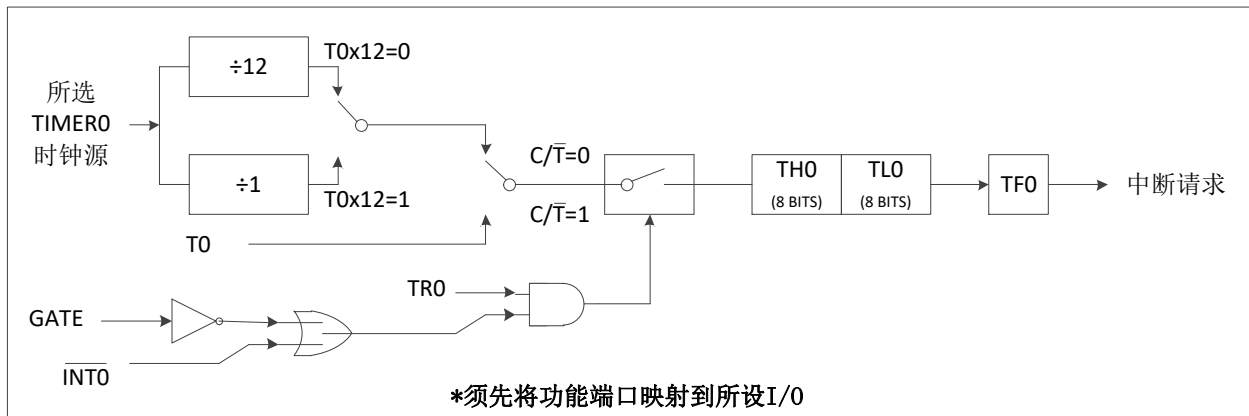 ÷12
T0x12=0
所选
TIMER0
时钟源
÷1
T0x12=1
T0
C/T̅=0
C/T̅=1
TH0
(8 BITS)
TL0
(8 BITS)
TF0
中断请求
TR0
GATE
I̅N̅T̅0̅
*须先将功能端口映射到所设I/O